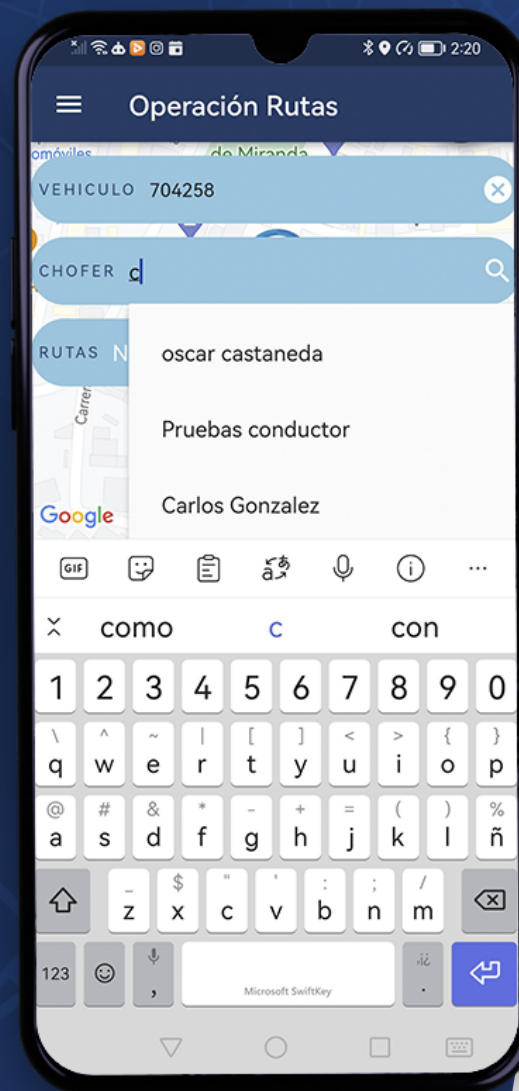 2:20
Operación Rutas
omóviles
de Miranda
VEHICULO 704258
CHOFER c
RUTAS N
Carrer
oscar castaneda
Pruebas conductor
Carlos Gonzalez
Google
GIF
como c con
1 2 3 4 5 6 7 8 9 0
\ ^ ~ | [ ] < > { }
q w e r t y u i o p
@ # & * - + = ( ) %
a s d f g h j k l ñ
_ $ " ' : ; /
z x c v b n m
123 , Microsoft SwiftKey .